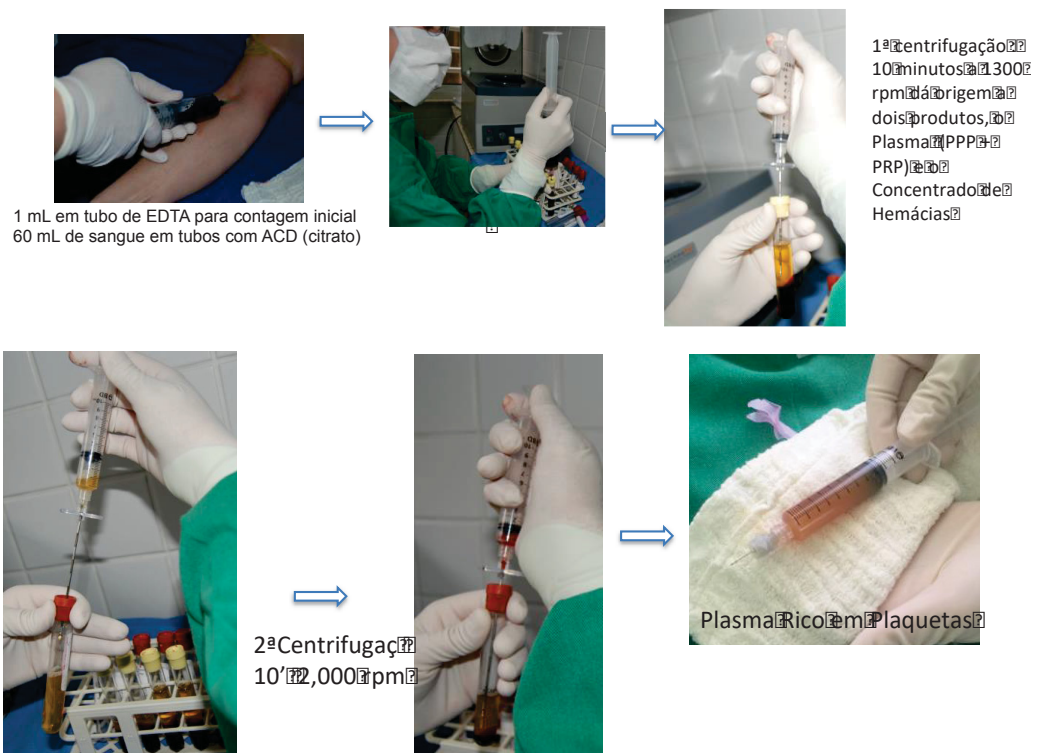 1 mL em tubo de EDTA para contagem inicial
60 mL de sangue em tubos com ACD (citrato)
1ª centrifugação
10 minutos a 1300
rpm dá origem a
dois produtos, o
Plasma (PPP +
PRP) e o
Concentrado de
Hemácias
2ª Centrifugaç
10’ 2,000 rpm
Plasma Rico em Plaquetas